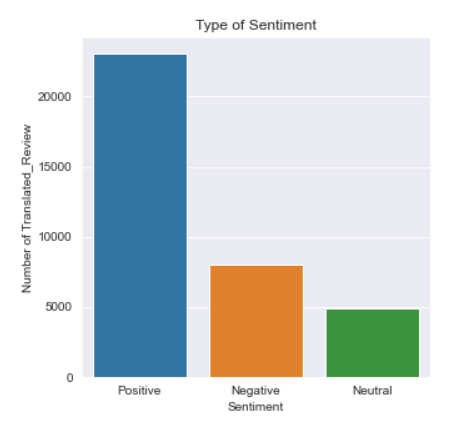 Type of Sentiment
Number of Translated_Review
20000
15000
10000
5000
0
Positive Negative Neutral
Sentiment